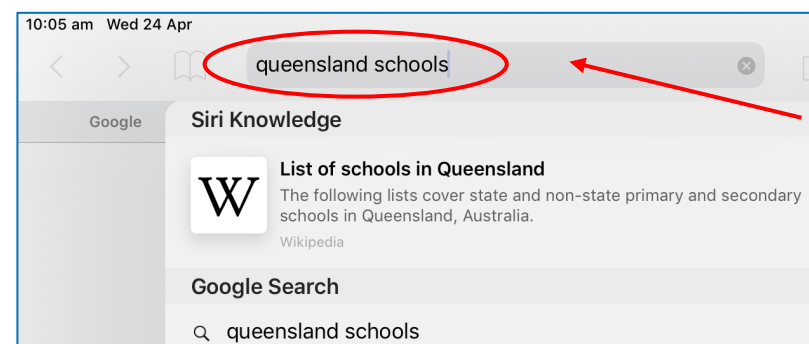 10:05 am Wed 24 Apr
queensland schools
Google
Siri Knowledge
W
List of schools in Queensland
The following lists cover state and non-state primary and secondary
schools in Queensland, Australia.
Wikipedia
Google Search
queensland schools